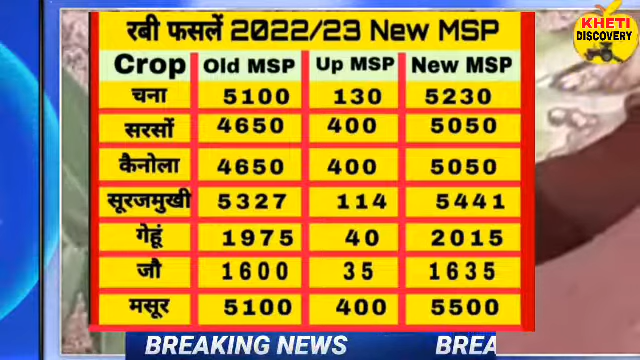 KHETI
DISCOVERY
रबी फसलें 2022/23 New MSP
Crop Old MSP Up MSP New MSP
चना 5100 130 5230
सरसों 4650 400 5050
कैनोला 4650 400 5050
सूरजमुखी 5327 114 5441
गेहूं 1975 40 2015
जौ 1600 35 1635
मसूर 5100 400 5500
BREAKING NEWS BREA